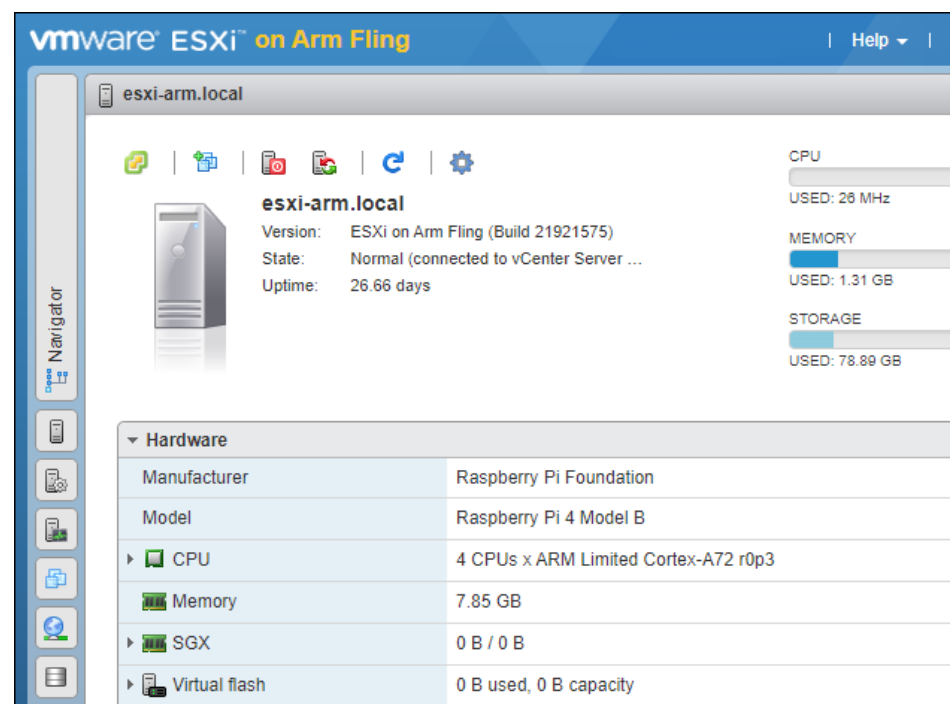 vmware® ESXi™ on Arm Fling
| Help |
esxi-arm.local
CPU
USED: 26 MHz
MEMORY
USED: 1.31 GB
STORAGE
USED: 78.89 GB
esxi-arm.local
Version: ESXi on Arm Fling (Build 21921575)
State: Normal (connected to vCenter Server ...
Uptime: 26.66 days
Navigator
Hardware
Manufacturer Raspberry Pi Foundation
Model Raspberry Pi 4 Model B
CPU 4 CPUs x ARM Limited Cortex-A72 r0p3
Memory 7.85 GB
SGX 0 B / 0 B
Virtual flash 0 B used, 0 B capacity